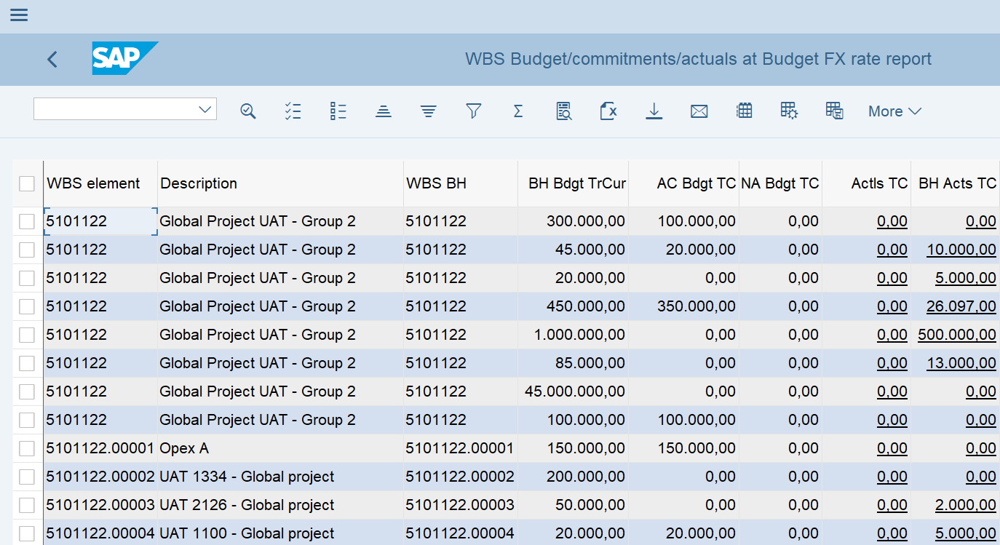 SAP
WBS Budget/commitments/actuals at Budget FX rate report
More
WBS element Description WBS BH BH Bdgt TrCur AC Bdgt TC NA Bdgt TC Actls TC BH Acts TC
5101122 Global Project UAT - Group 2 5101122 300.000,00 100.000,00 0,00 0,00 0,00
5101122 Global Project UAT - Group 2 5101122 45.000,00 20.000,00 0,00 0,00 10.000,00
5101122 Global Project UAT - Group 2 5101122 20.000,00 0,00 0,00 0,00 5.000,00
5101122 Global Project UAT - Group 2 5101122 450.000,00 350.000,00 0,00 0,00 26.097,00
5101122 Global Project UAT - Group 2 5101122 1.000.000,00 0,00 0,00 0,00 500.000,00
5101122 Global Project UAT - Group 2 5101122 85.000,00 0,00 0,00 0,00 13.000,00
5101122 Global Project UAT - Group 2 5101122 45.000.000,00 0,00 0,00 0,00 0,00
5101122 Global Project UAT - Group 2 5101122 100.000,00 100.000,00 0,00 0,00 0,00
5101122.00001 Opex A 5101122.00001 150.000,00 150.000,00 0,00 0,00 0,00
5101122.00002 UAT 1334 - Global project 5101122.00002 200.000,00 0,00 0,00 0,00 0,00
5101122.00003 UAT 2126 - Global project 5101122.00003 50.000,00 0,00 0,00 0,00 2.000,00
5101122.00004 UAT 1100 - Global project 5101122.00004 20.000,00 20.000,00 0,00 0,00 5.000,00